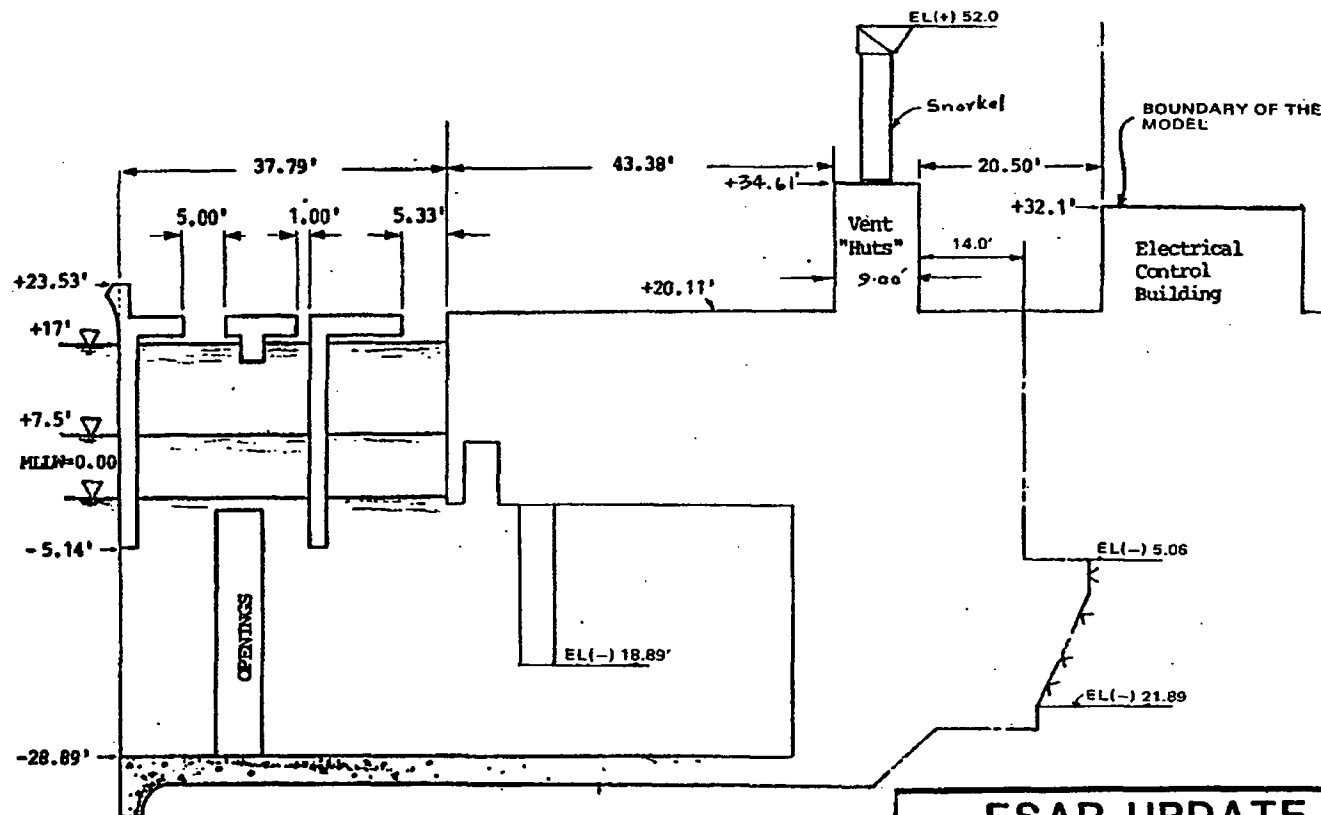 EL(+) 52.0
Snorkel
BOUNDARY OF THE
MODEL
37.79'
43.38'
20.50'
+34.61'
+32.1'
5.00'
1.00'
5.33'
Vent
"Huts"
14.0'
9.00'
Electrical
Control
Building
+23.53'
+20.11'
+17'
+7.5'
MLLW=0.00
-5.14'
EL(-) 5.06
OPENINGS
EL(-) 18.89'
EL(-) 21.89
-28.89'
FSAR UPDATE